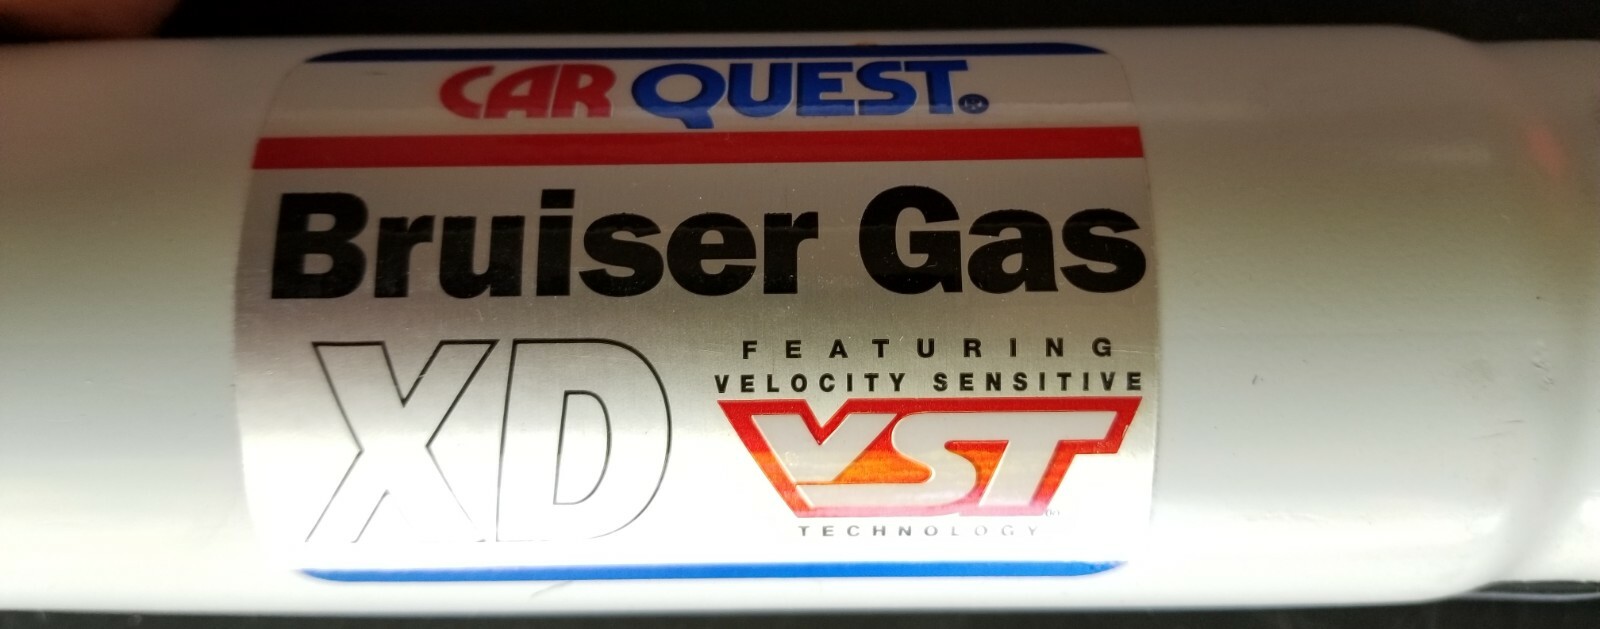 CAR QUEST®
Bruiser Gas
XD
FEATURING
VELOCITY SENSITIVE
VST
TECHNOLOGY